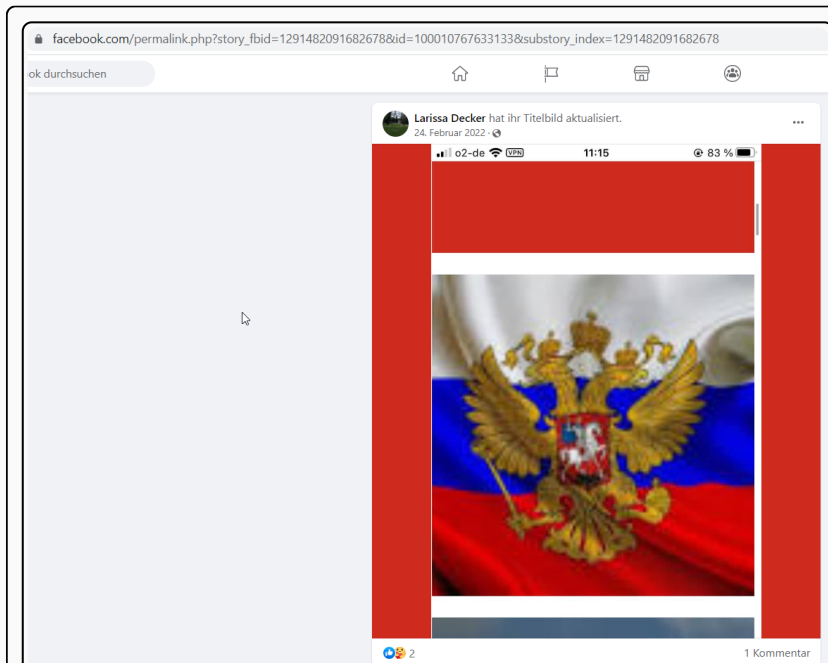 facebook.com/permalink.php?story_fbid=1291482091682678&id=100010767633133&substory_index=1291482091682678
ok durchsuchen
Larissa Decker hat ihr Titelbild aktualisiert.
24. Februar 2022 ·
o2-de VPN 11:15 83 %
2 1 Kommentar